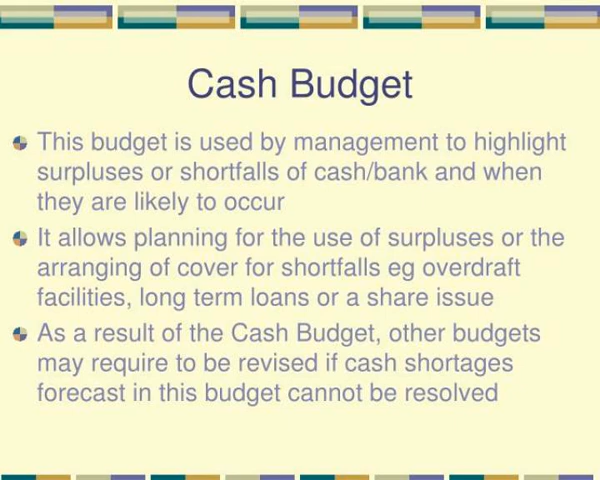 Cash Budget
This budget is used by management to highlight
surpluses or shortfalls of cash/bank and when
they are likely to occur
It allows planning for the use of surpluses or the
arranging of cover for shortfalls eg overdraft
facilities, long term loans or a share issue
As a result of the Cash Budget, other budgets
may require to be revised if cash shortages
forecast in this budget cannot be resolved